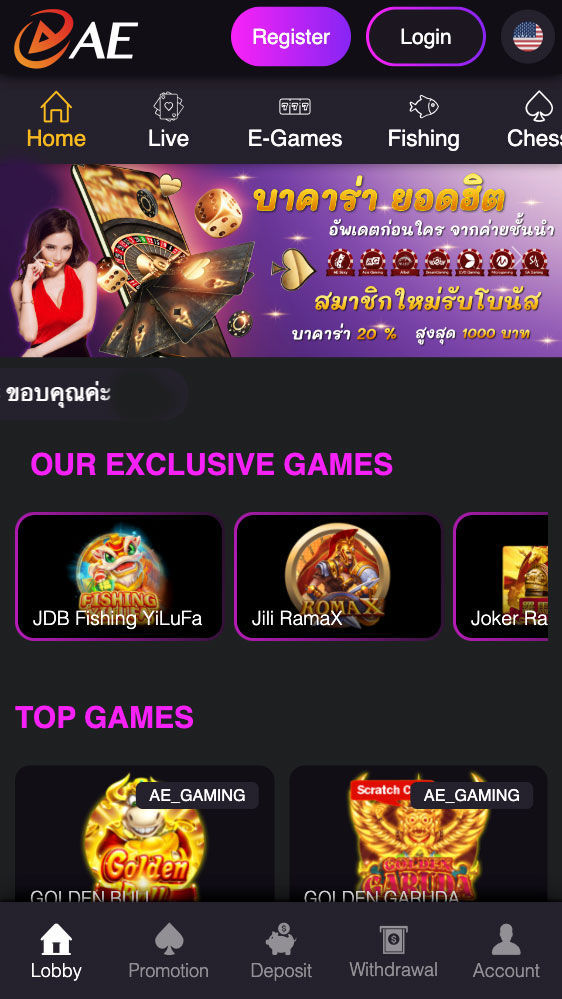 AE
Register
Login
Home
Live
E-Games
Fishing
Chess
บาคาร่า ยอดฮิต
อัพเดตก่อนใคร จากค่ายชั้นนำ
สมาชิกใหม่รับโบนัส
บาคาร่า 20 % สูงสุด 1000 บาท
ขอบคุณค่ะ
OUR EXCLUSIVE GAMES
FISHING
JDB Fishing YiLuFa
ROMA X
Jili RamaX
Joker Ra
TOP GAMES
AE_GAMING
Golden
GOLDEN BULL
Scratch C
AE_GAMING
GOLDEN
GARUDA
GOLDEN GARUDA
Lobby
Promotion
Deposit
Withdrawal
Account